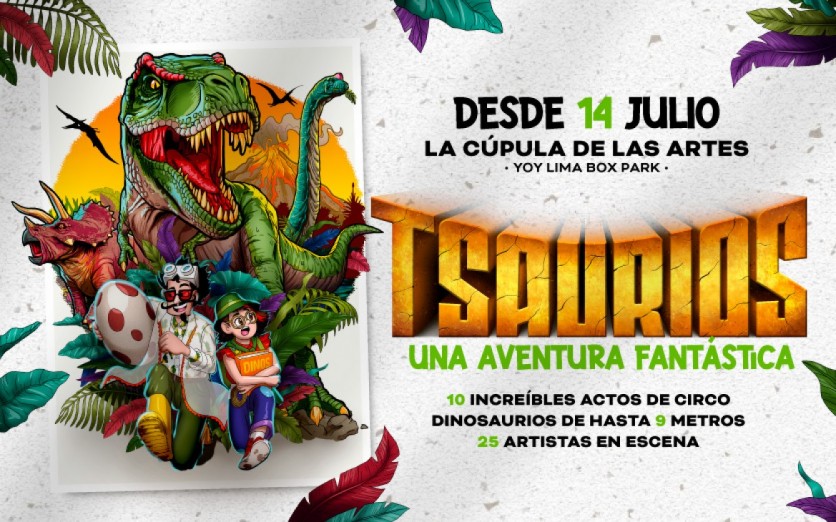 DESDE 14 JULIO
LA CÚPULA DE LAS ARTES
· YOY LIMA BOX PARK ·
TSAURIOS
UNA AVENTURA FANTÁSTICA
10 INCREÍBLES ACTOS DE CIRCO
DINOSAURIOS DE HASTA 9 METROS
25 ARTISTAS EN ESCENA
DINOS